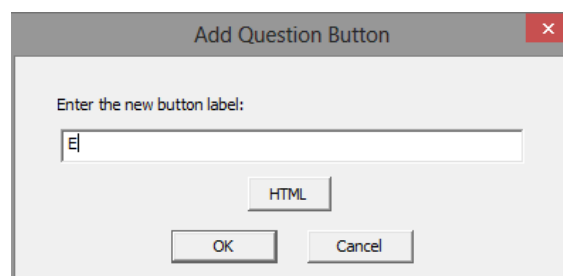 Add Question Button
Enter the new button label:
E
HTML
OK Cancel